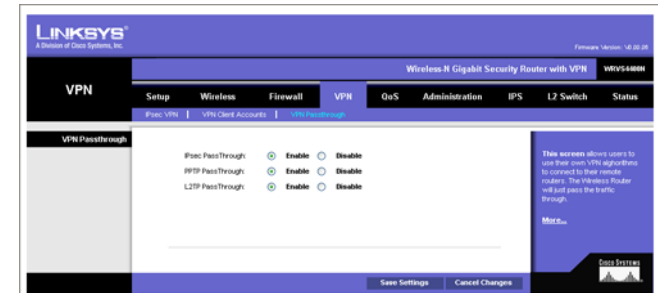 LINKSYS®
A Division of Cisco Systems, Inc.
Firmware Version: V0.00.08
Wireless-N Gigabit Security Router with VPN WRVS4400N
VPN
Setup Wireless Firewall VPN QoS Administration IPS L2 Switch Status
IPsec VPN | VPN Client Accounts | VPN Passthrough
VPN Passthrough
IPsec PassThrough: Enable Disable
PPTP PassThrough: Enable Disable
L2TP PassThrough: Enable Disable
This screen allows users to
use their own VPN alghorithms
to connect to their remote
routers. The Wireless Router
will just pass the traffic
through.
More...
CISCO SYSTEMS
Save Settings Cancel Changes